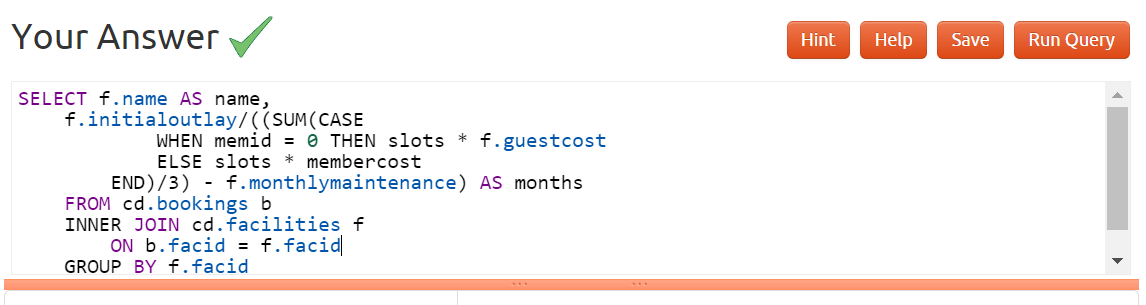 Your Answer
Hint Help Save Run Query
SELECT f.name AS name,
f.initialoutlay/((SUM(CASE
WHEN memid = 0 THEN slots * f.guestcost
ELSE slots * membercost
END)/3) - f.monthlymaintenance) AS months
FROM cd.bookings b
INNER JOIN cd.facilities f
ON b.facid = f.facid
GROUP BY f.facid